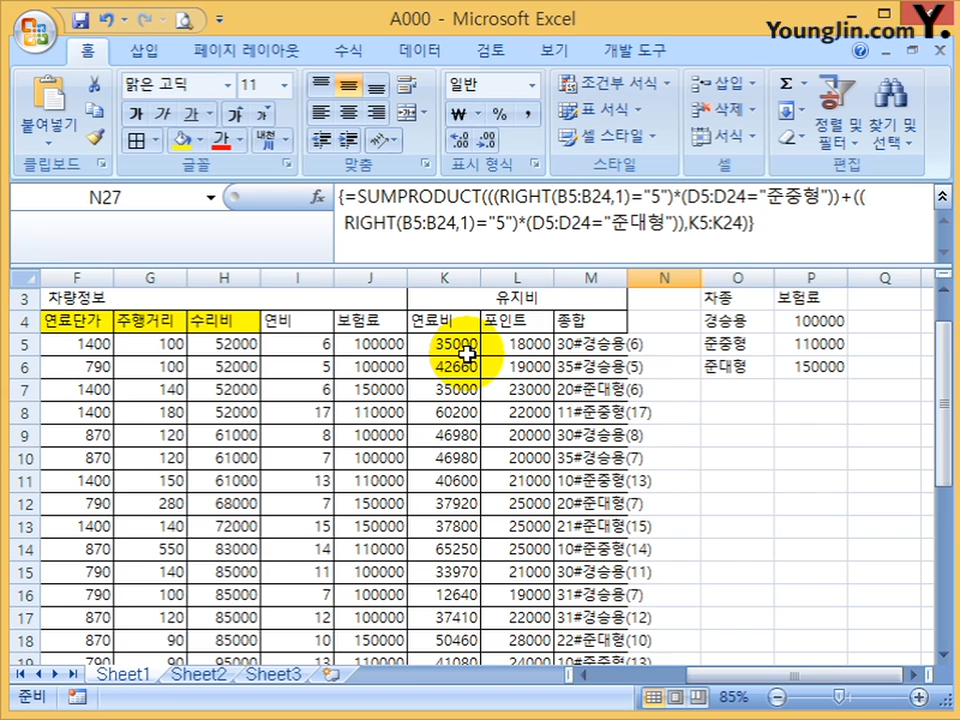 A000 - Microsoft Excel
YoungJin.com Y.
홈 삽입 페이지 레이아웃 수식 데이터 검토 보기 개발 도구
붙여넣기
클립보드
맑은 고딕 11
가 가 가 가 가
가 내천
글꼴
맞춤
일반
₩ % ,
표시 형식
조건부 서식
표 서식
셀 스타일
스타일
삽입
삭제
서식
셀
Σ
정렬 및 필터
찾기 및 선택
편집
N27 fx {=SUMPRODUCT(((RIGHT(B5:B24,1)="5")*(D5:D24="준중형"))+((
RIGHT(B5:B24,1)="5")*(D5:D24="준대형")),K5:K24)}
F G H I J K L M N O P Q
3 차량정보 유지비 차종 보험료
4 연료단가 주행거리 수리비 연비 보험료 연료비 포인트 종합 경승용 100000
5 1400 100 52000 6 100000 35000 18000 30#경승용(6) 준중형 110000
6 790 100 52000 5 100000 42660 19000 35#경승용(5) 준대형 150000
7 1400 140 52000 6 150000 35000 23000 20#준대형(6)
8 1400 180 52000 17 110000 60200 22000 11#준중형(17)
9 870 120 61000 8 100000 46980 20000 30#경승용(8)
10 870 120 61000 7 100000 46980 20000 35#경승용(7)
11 1400 150 61000 13 110000 40600 21000 10#준중형(13)
12 790 280 68000 7 150000 37920 25000 20#준대형(7)
13 1400 140 72000 15 150000 37800 25000 21#준대형(15)
14 870 550 83000 14 110000 65250 25000 10#준중형(14)
15 790 140 85000 11 100000 33970 21000 30#경승용(11)
16 790 100 85000 7 100000 12640 19000 31#경승용(7)
17 870 120 85000 12 100000 37410 22000 31#경승용(12)
18 870 90 85000 10 150000 50460 28000 22#준대형(10)
19 790 90 95000 13 110000 41080 24000 10#준중형(13)
Sheet1 Sheet2 Sheet3
준비 85%